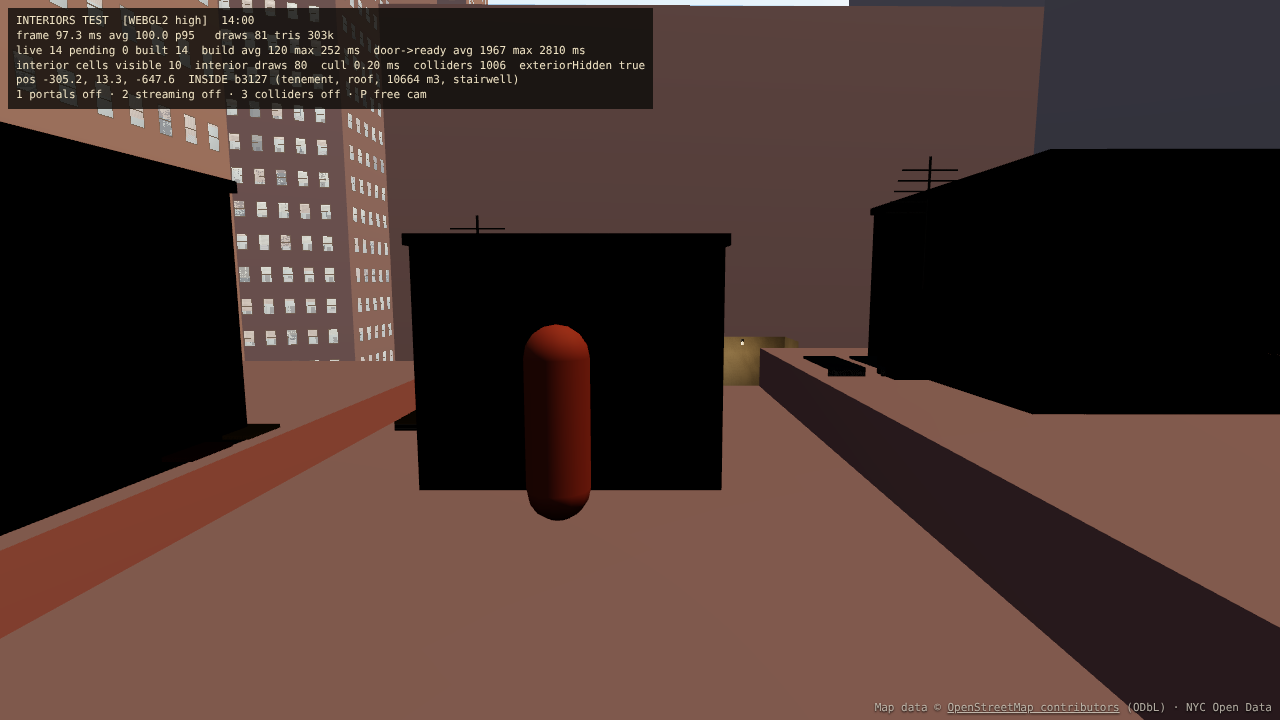 INTERIORS TEST [WEBGL2 high] 14:00
frame 97.3 ms avg 100.0 p95 draws 81 tris 303k
live 14 pending 0 built 14 build avg 120 max 252 ms door->ready avg 1967 max 2810 ms
interior cells visible 10 interior draws 80 cull 0.20 ms colliders 1006 exteriorHidden true
pos -305.2, 13.3, -647.6 INSIDE b3127 (tenement, roof, 10664 m3, stairwell)
1 portals off · 2 streaming off · 3 colliders off · P free cam
Map data © OpenStreetMap contributors (ODbL) · NYC Open Data